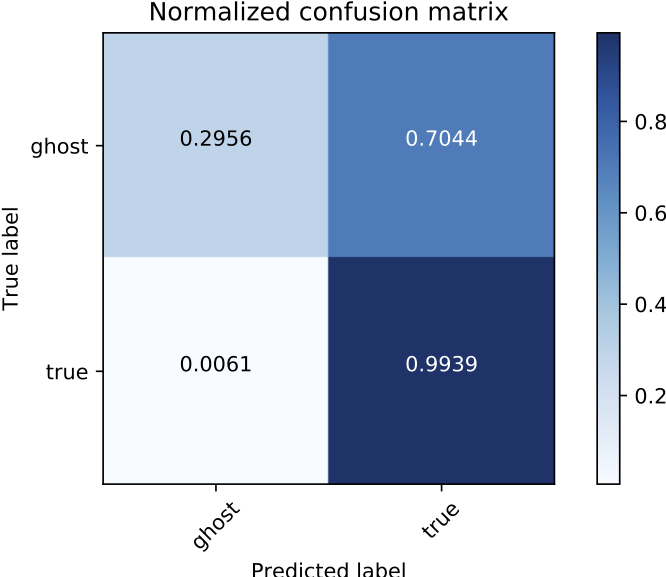 Normalized confusion matrix
ghost
0.2956
0.7044
0.8
0.6
True label
0.4
true
0.0061
0.9939
0.2
ghost
true
Predicted label